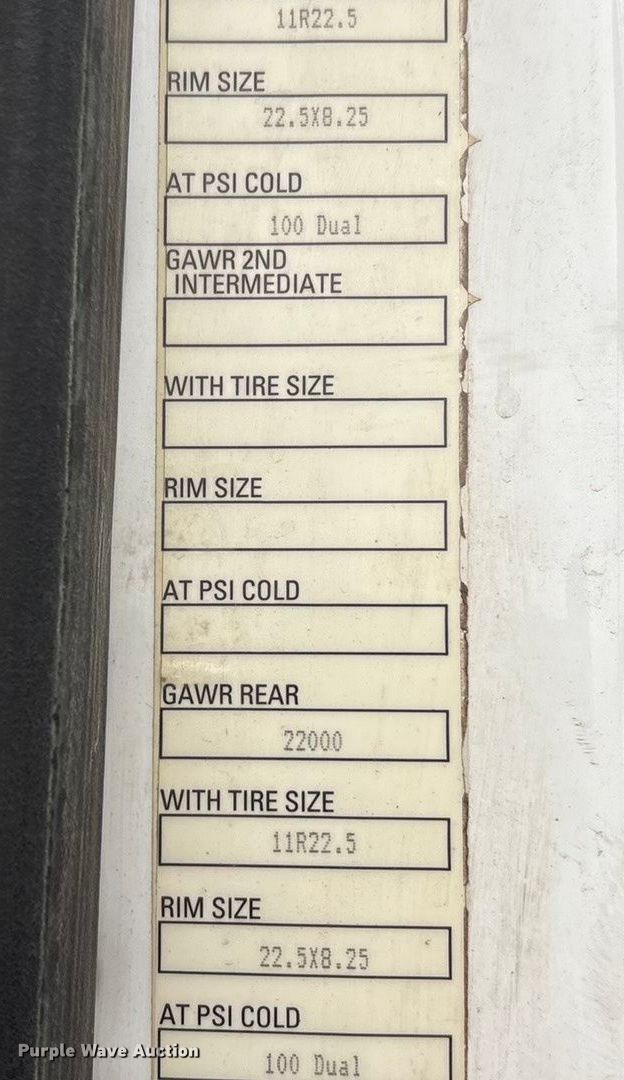 11R22.5
RIM SIZE
22.5X8.25
AT PSI COLD
100 Dual
GAWR 2ND
INTERMEDIATE
WITH TIRE SIZE
RIM SIZE
AT PSI COLD
GAWR REAR
22000
WITH TIRE SIZE
11R22.5
RIM SIZE
22.5X8.25
AT PSI COLD
100 Dual
Purple Wave Auction